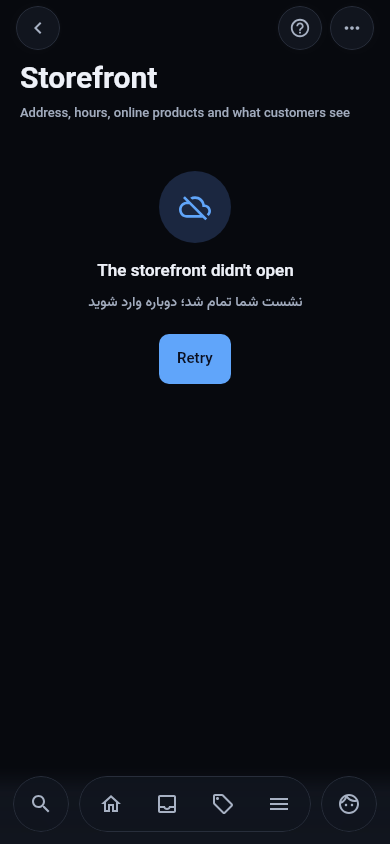 Storefront
Address, hours, online products and what customers see
The storefront didn't open
نشست شما تمام شد؛ دوباره وارد شوید
Retry